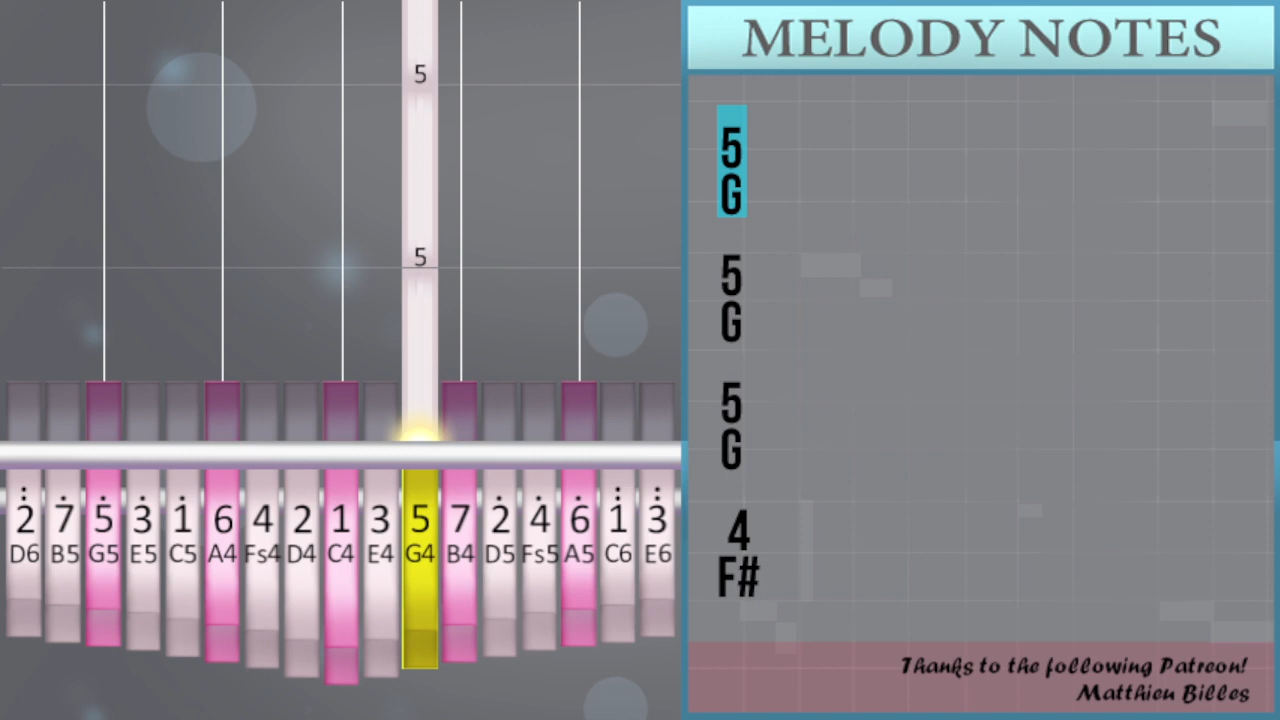 5
5
2 7 5 3 1 6 4 2 1 3 5 7 2 4 6 1 3
D6 B5 G5 E5 C5 A4 Fs4 D4 C4 E4 G4 B4 D5 Fs5 A5 C6 E6
MELODY NOTES
5
G
5
G
5
G
4
F#
Thanks to the following Patreon!
Matthieu Billes